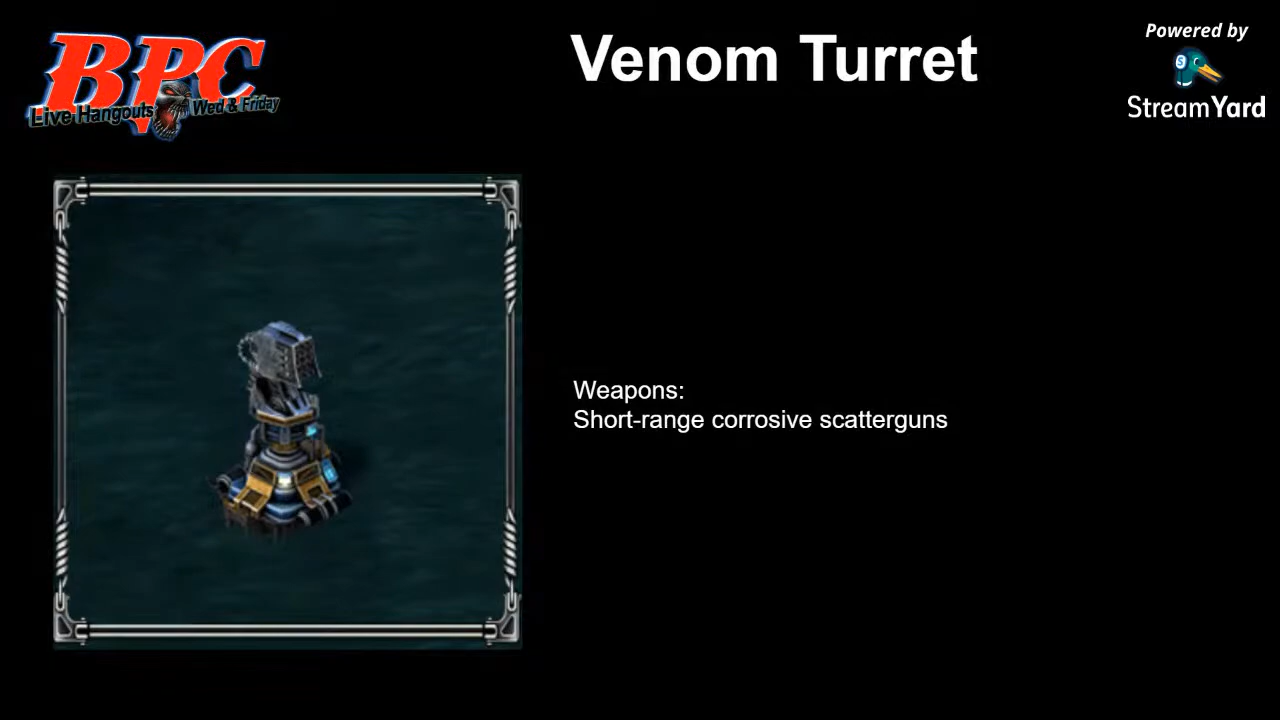 BPC
Live Hangouts Wed & Friday
Venom Turret
Powered by
S
StreamYard
Weapons:
Short-range corrosive scatterguns